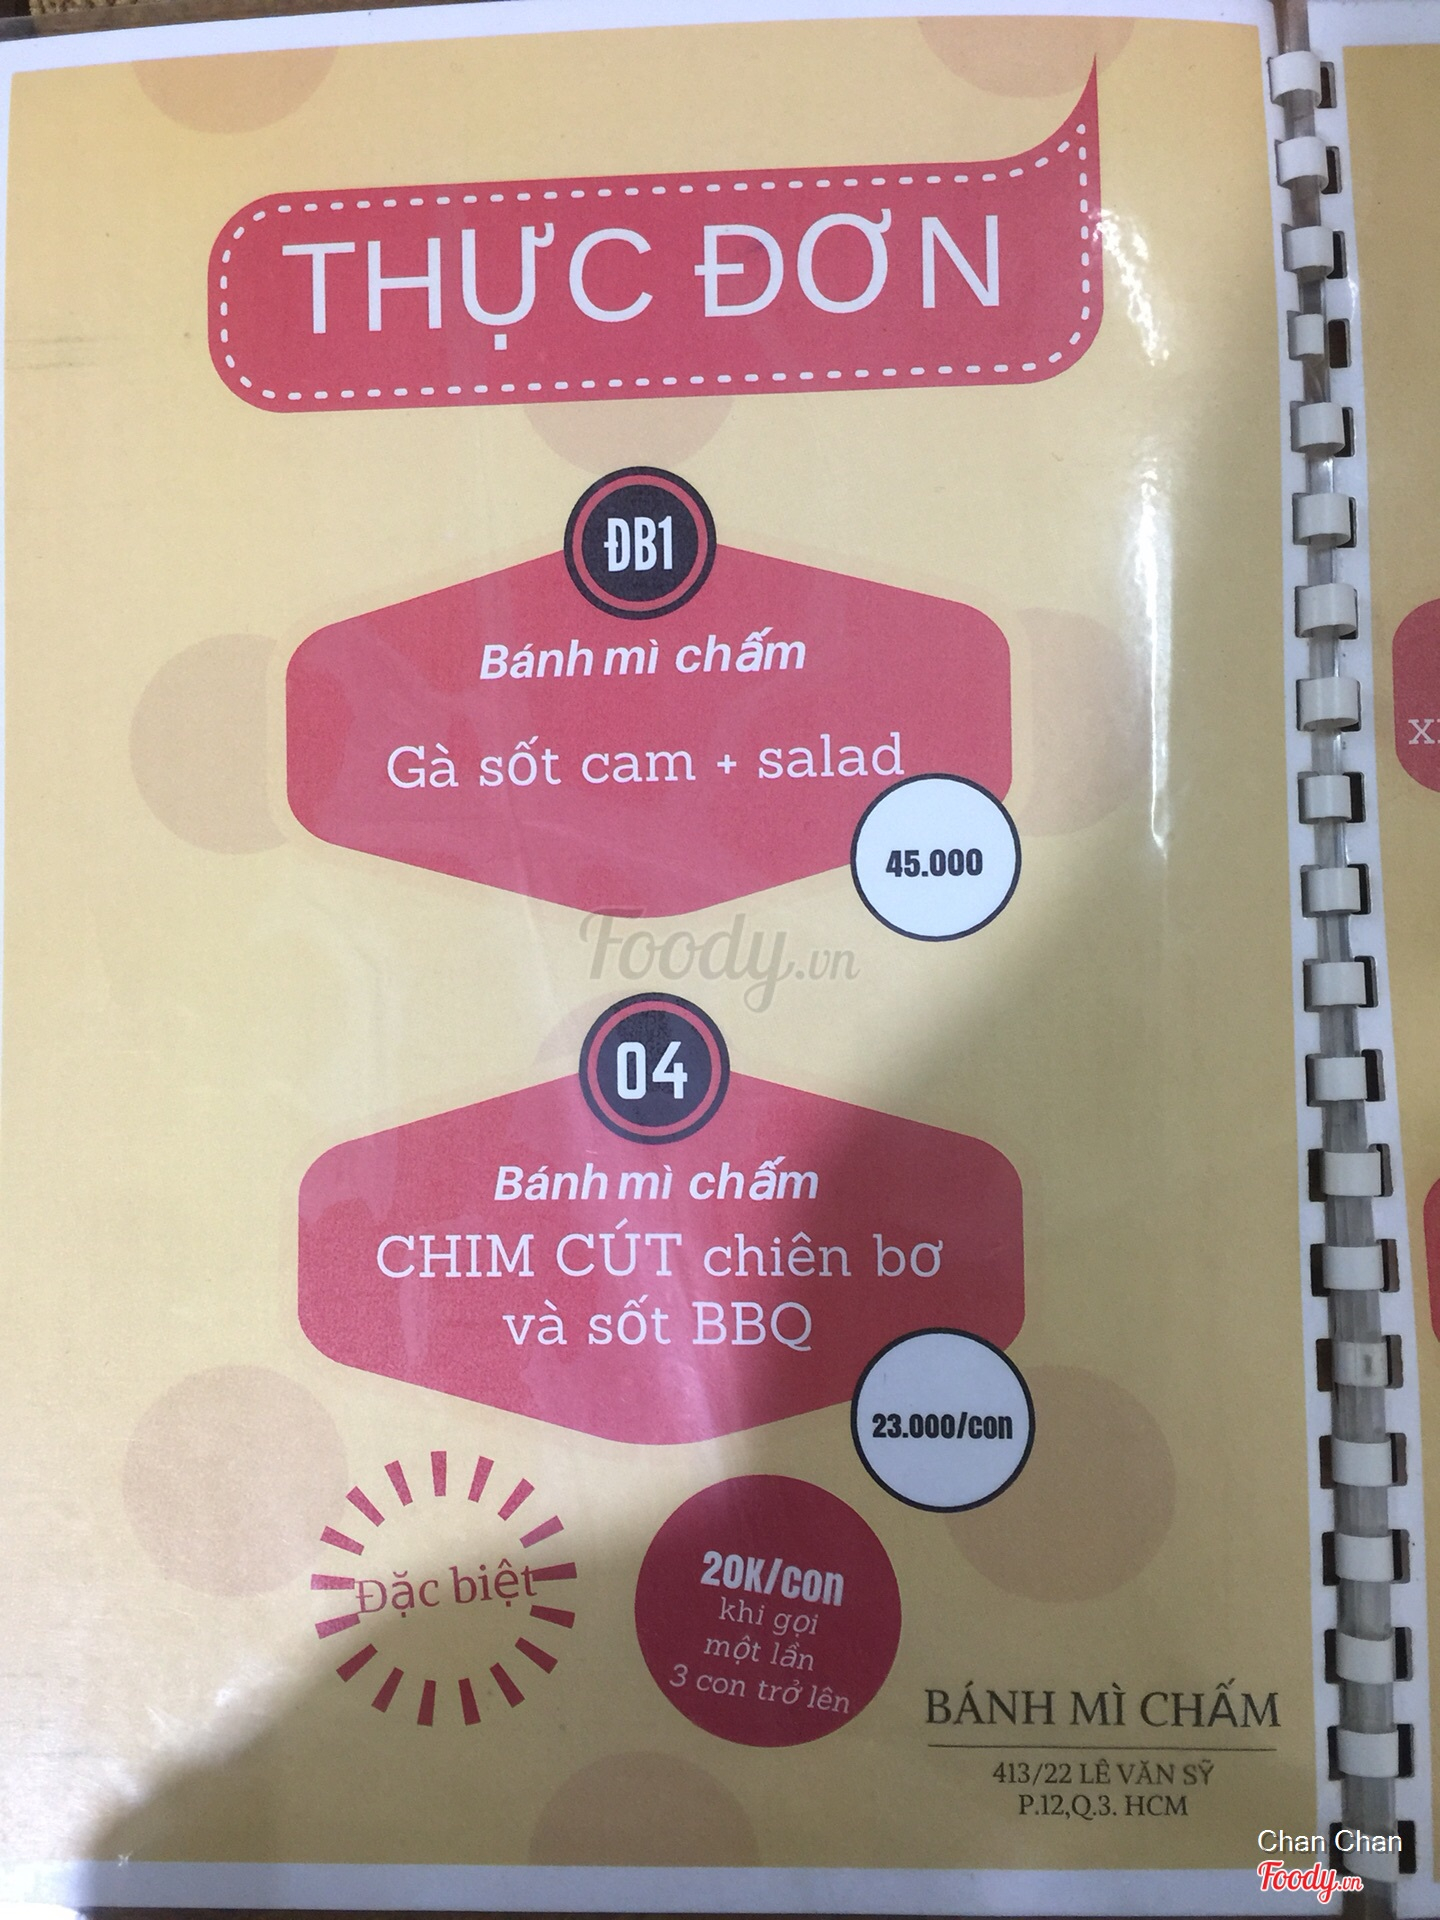 THỰC ĐƠN
ĐB1
Bánh mì chấm
Gà sốt cam + salad
45.000
Foody.vn
04
Bánh mì chấm
CHIM CÚT chiên bơ
và sốt BBQ
23.000/con
Đặc biệt
20K/con
khi gọi
một lần
3 con trở lên
BÁNH MÌ CHẤM
413/22 LÊ VĂN SỸ
P.12,Q.3. HCM
Chan Chan
Foody.vn